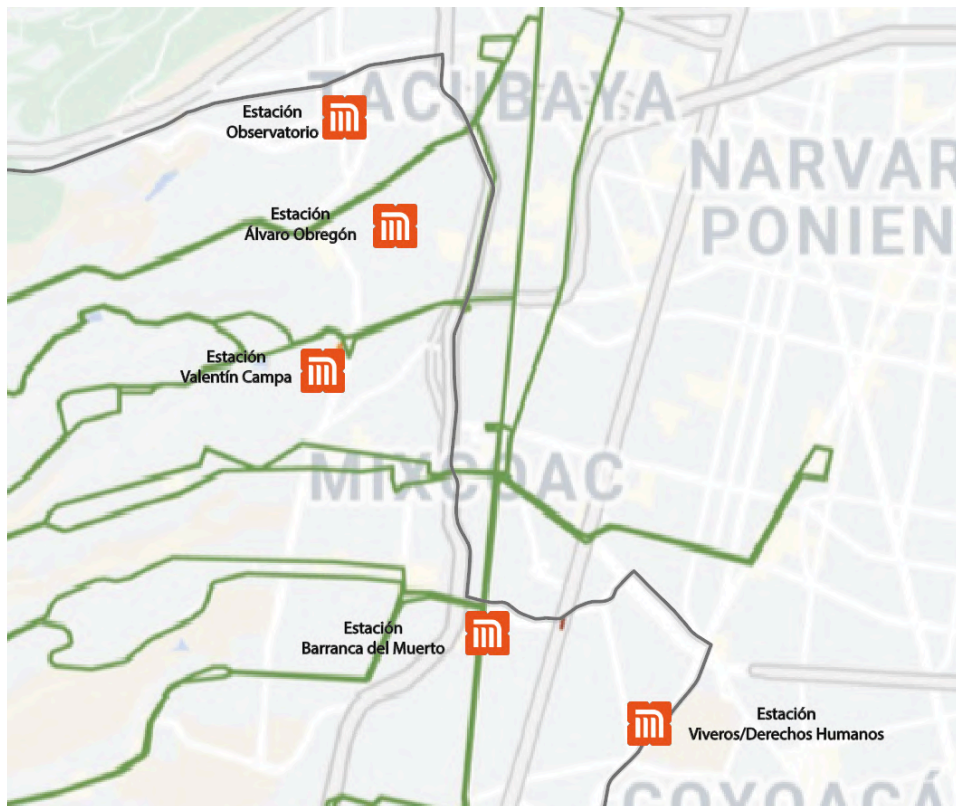 TACUBAYA
Estación
Observatorio
NARVAR
PONIEN
Estación
Álvaro Obregón
Estación
Valentín Campa
MIXCOAC
Estación
Barranca del Muerto
Estación
Viveros/Derechos Humanos
COYOACÁ